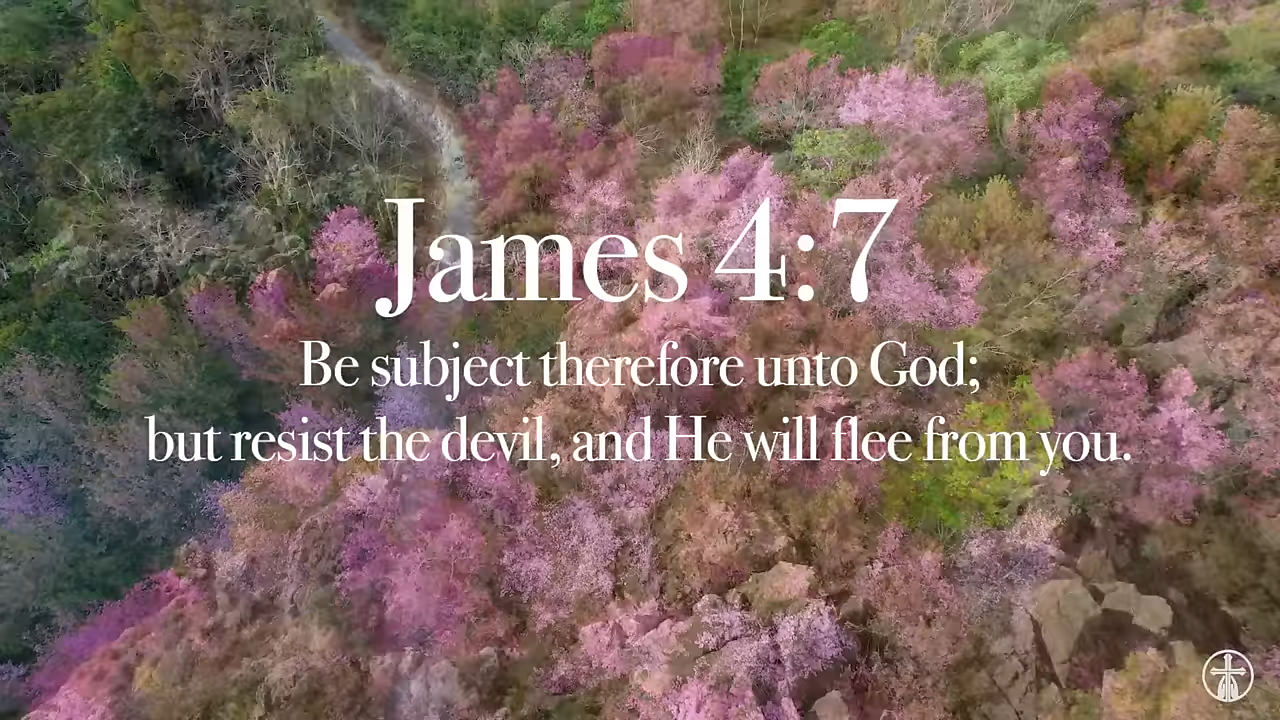 James 4:7
Be subject therefore unto God;
but resist the devil, and He will flee from you.